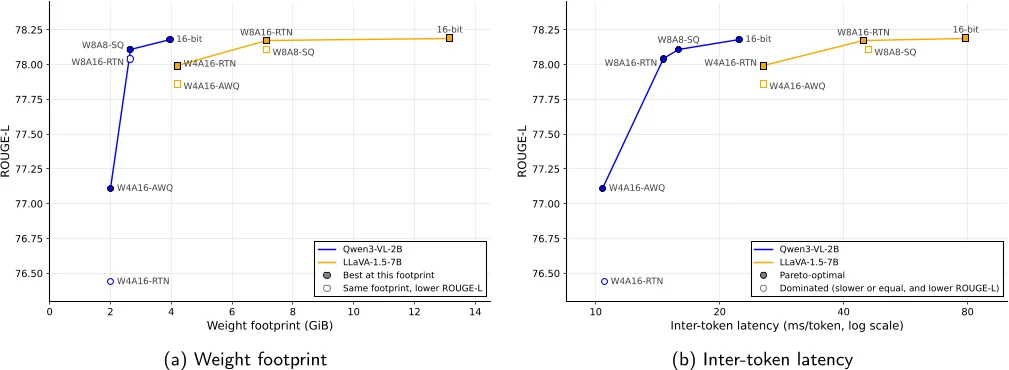 78.25
78.00
77.75
77.50
77.25
77.00
76.75
76.50
ROUGE-L
W8A8-SQ
16-bit
W8A16-RTN
W4A16-AWQ
W4A16-RTN
W8A16-RTN
16-bit
W8A8-SQ
W4A16-RTN
W4A16-AWQ
Qwen3-VL-2B
LLaVA-1.5-7B
Best at this footprint
Same footprint, lower ROUGE-L
0 2 4 6 8 10 12 14
Weight footprint (GiB)
(a) Weight footprint
78.25
78.00
77.75
77.50
77.25
77.00
76.75
76.50
ROUGE-L
W8A8-SQ
16-bit
W8A16-RTN
W4A16-AWQ
W4A16-RTN
W8A16-RTN
16-bit
W8A8-SQ
W4A16-RTN
W4A16-AWQ
Qwen3-VL-2B
LLaVA-1.5-7B
Pareto-optimal
Dominated (slower or equal, and lower ROUGE-L)
10 20 40 80
Inter-token latency (ms/token, log scale)
(b) Inter-token latency